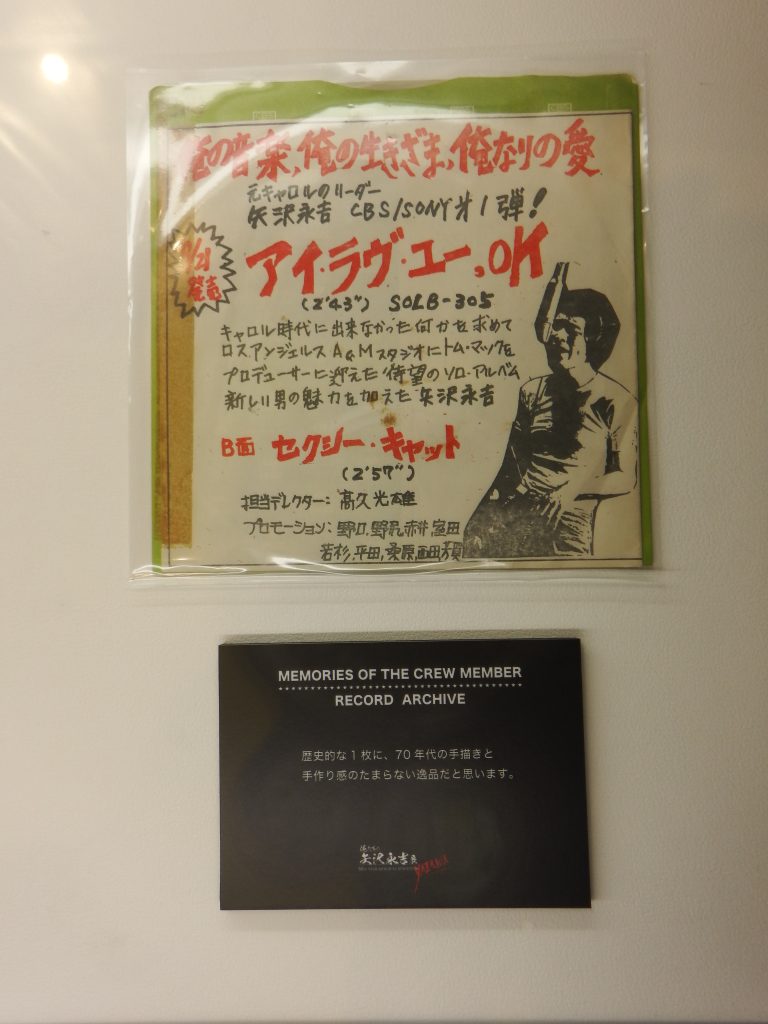 俺の音楽、俺の生きざま、俺なりの愛
元キャロルのリーダー
矢沢永吉 CBS/SONY 第1弾!
発売
アイ・ラヴ・ユー,OK
(2'43") SOLB-305
キャロル時代に出来なかった何かを求めて
ロスアンジェルス A&Mスタジオにトム・マックを
プロデューサーに迎えた待望のソロ・アルバム
新しい男の魅力を加えた 矢沢永吉
B面 セクシー・キャット
(2'57")
担当デレクター:高久光雄
プロモーション:野口、野邑、赤井、富田
若杉、平田、桑原、西田
MEMORIES OF THE CREW MEMBER
RECORD ARCHIVE
歴史的な1枚に、70年代の手描きと
手作り感のたまらない逸品だと思います。
俺たちの
矢沢永吉展